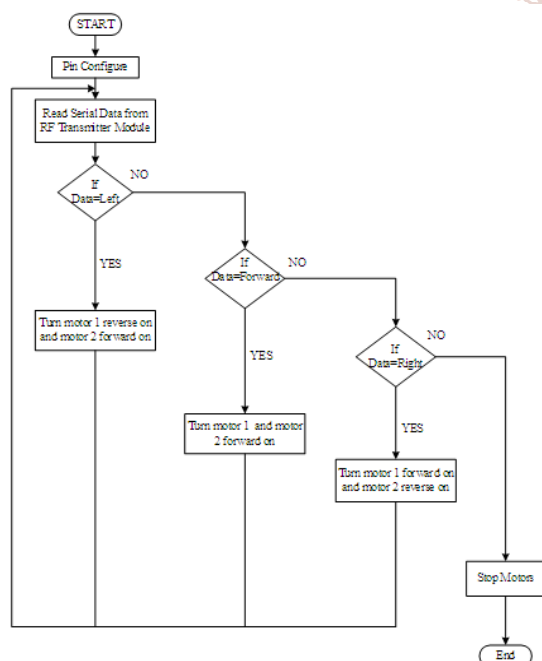 START
Pin Configure
Read Serial Data from
RF Transmitter Module
If
Data=Left
NO
YES
Turn motor 1 reverse on
and motor 2 forward on
If
Data=Forward
NO
YES
Turn motor 1 and motor
2 forward on
If
Data=Right
NO
YES
Turn motor 1 forward on
and motor 2 reverse on
Stop Motors
End